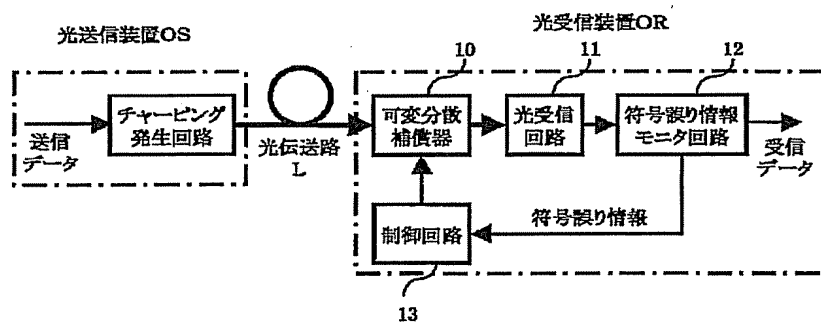 光送信装置OS
光受信装置OR
10
11
12
チャーピング
発生回路
送信
データ
光伝送路
L
可変分散
補償器
光受信
回路
符号誤り情報
モニタ回路
受信
データ
制御回路
符号誤り情報
13